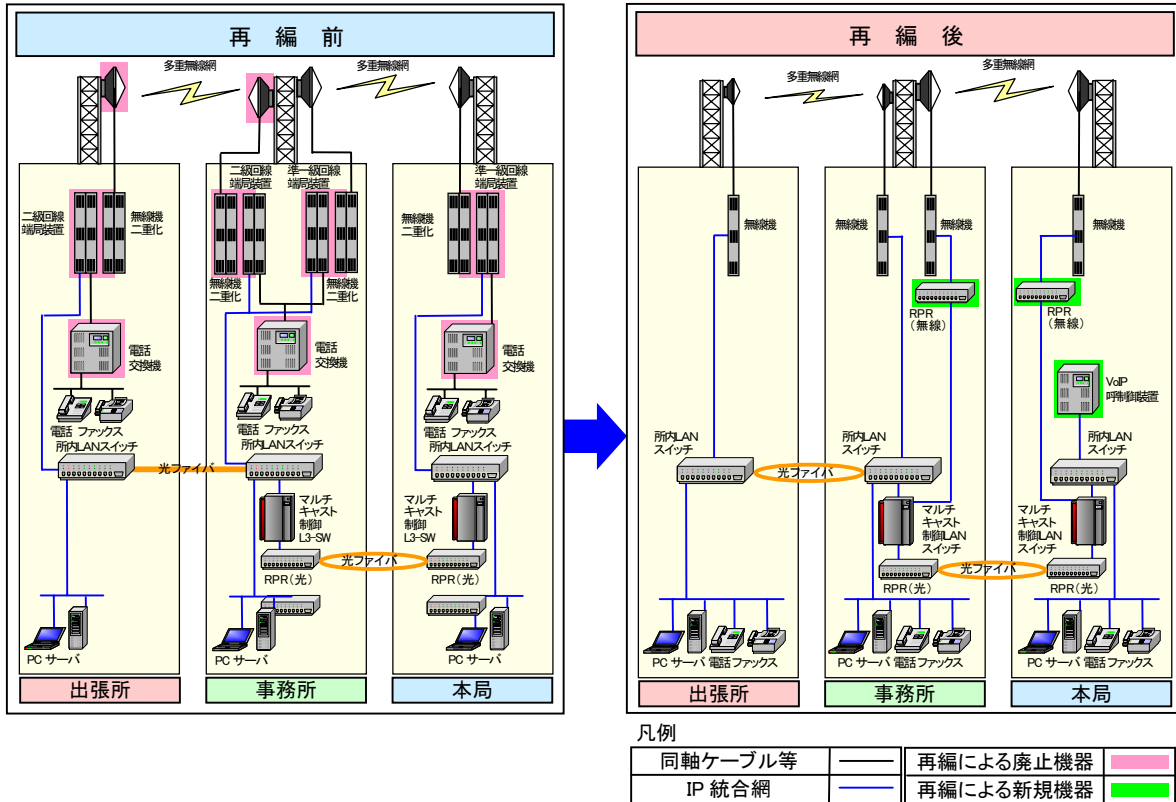 再編前
多重無線網
多重無線網
二級回線
端局装置
準一級回線
端局装置
準一級回線
端局装置
二級回線
端局装置
無線機
二重化
無線機
二重化
無線機
二重化
無線機
二重化
電話
交換機
電話
交換機
電話
交換機
電話 ファックス
電話 ファックス
電話 ファックス
所内LANスイッチ
所内LANスイッチ
所内LANスイッチ
光ファイバ
マルチ
キャスト
制御
L3-SW
マルチ
キャスト
制御
L3-SW
光ファイバ
RPR(光)
RPR(光)
PC サーバ
PC サーバ
PC サーバ
出張所
事務所
本局
再編後
多重無線網
多重無線網
無線機
無線機
無線機
無線機
RPR
(無線)
RPR
(無線)
VoIP
呼制御装置
所内LAN
スイッチ
所内LAN
スイッチ
所内LAN
スイッチ
光ファイバ
マルチ
キャスト
制御LAN
スイッチ
マルチ
キャスト
制御LAN
スイッチ
光ファイバ
RPR(光)
RPR(光)
PC サーバ 電話 ファックス
PC サーバ 電話 ファックス
PC サーバ 電話 ファックス
出張所
事務所
本局
凡例
同軸ケーブル等
再編による廃止機器
IP 統合網
再編による新規機器